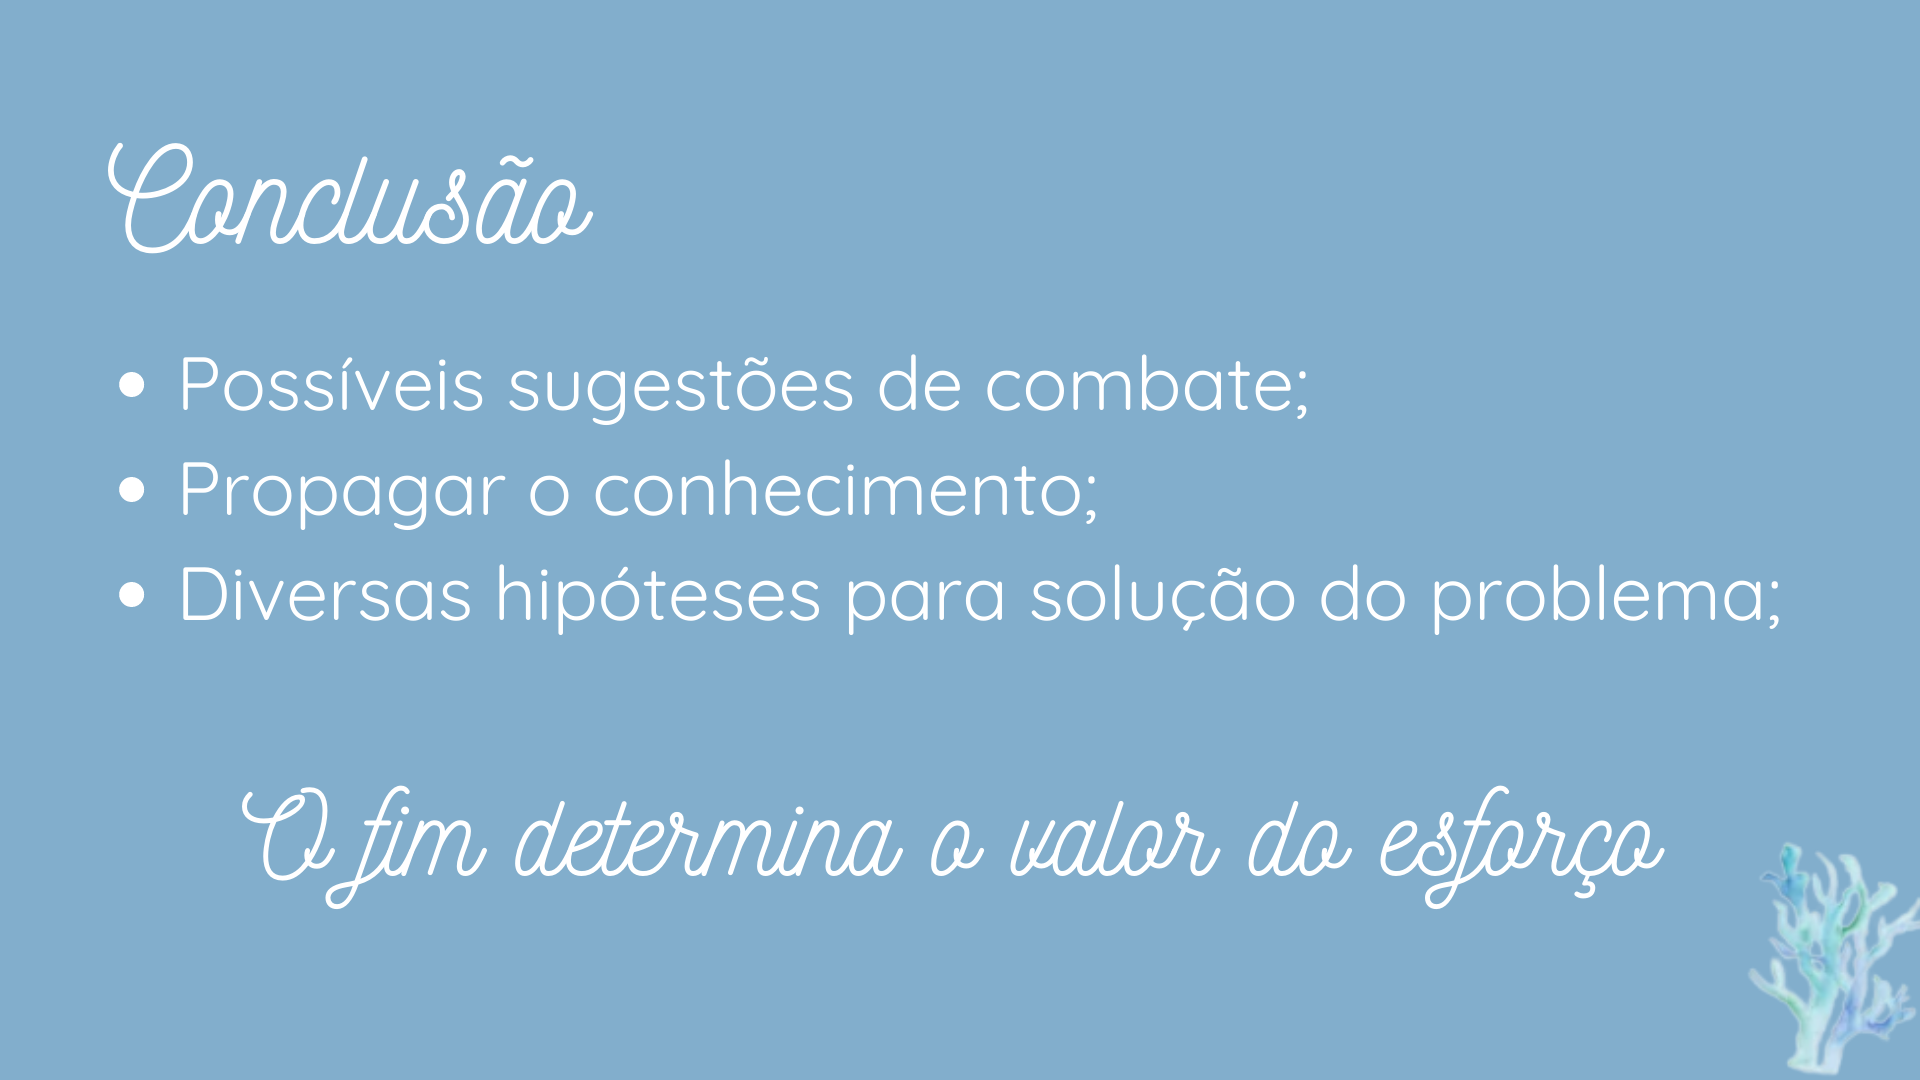 Conclusão
• Possíveis sugestões de combate;
• Propagar o conhecimento;
• Diversas hipóteses para solução do problema;
O fim determina o valor do esforço